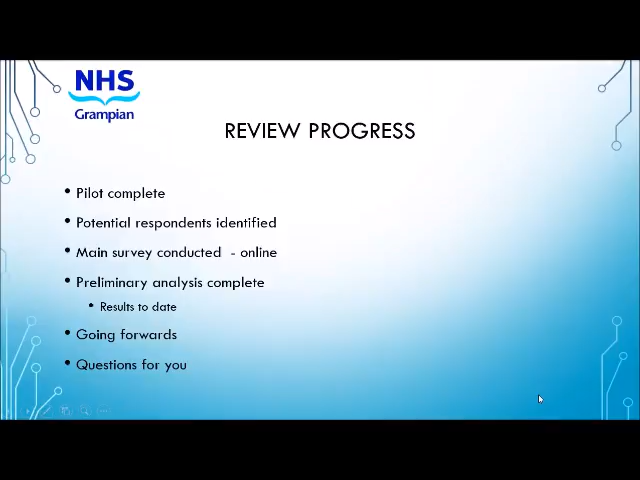 NHS
Grampian
REVIEW PROGRESS
• Pilot complete
• Potential respondents identified
• Main survey conducted - online
• Preliminary analysis complete
• Results to date
• Going forwards
• Questions for you